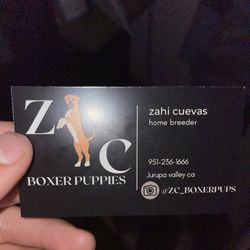 Z C
BOXER PUPPIES
zahi cuevas
home breeder
951-236-1666
Jurupa valley ca
@ZC_BOXERPUPS